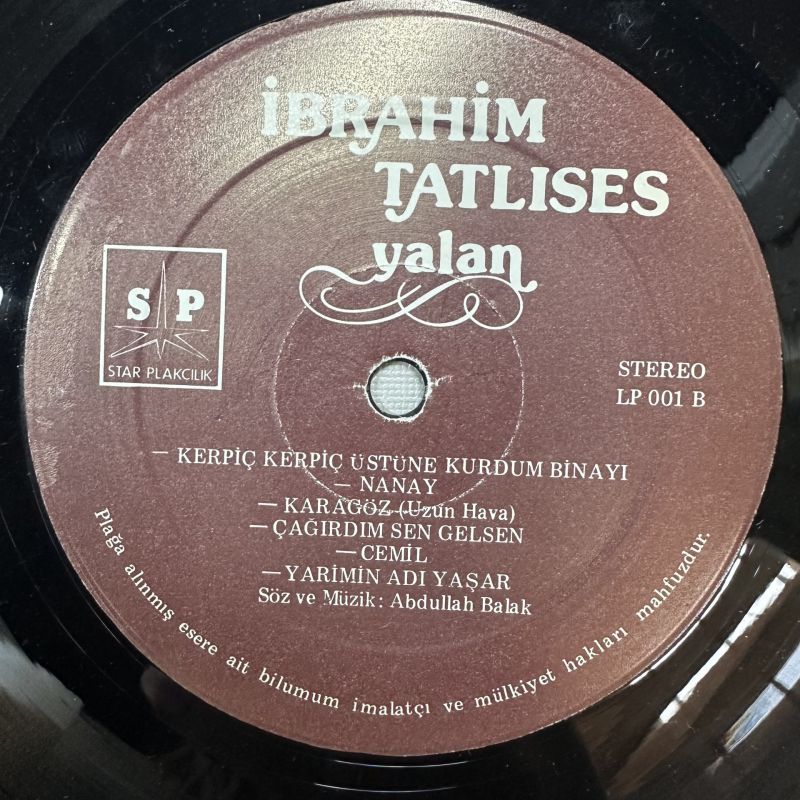 İBRAHİM
TATLISES
yalan
S P
STAR PLAKÇILIK
STEREO
LP 001 B
— KERPİÇ KERPİÇ ÜSTÜNE KURDUM BİNAYI
— NANAY
— KARAGÖZ (Uzun Hava)
— ÇAĞIRDIM SEN GELSEN
— CEMİL
— YARİMİN ADI YAŞAR
Söz ve Müzik: Abdullah Balak
Plağa alınmış esere ait bilumum imalatçı ve mülkiyet hakları mahfuzdur.